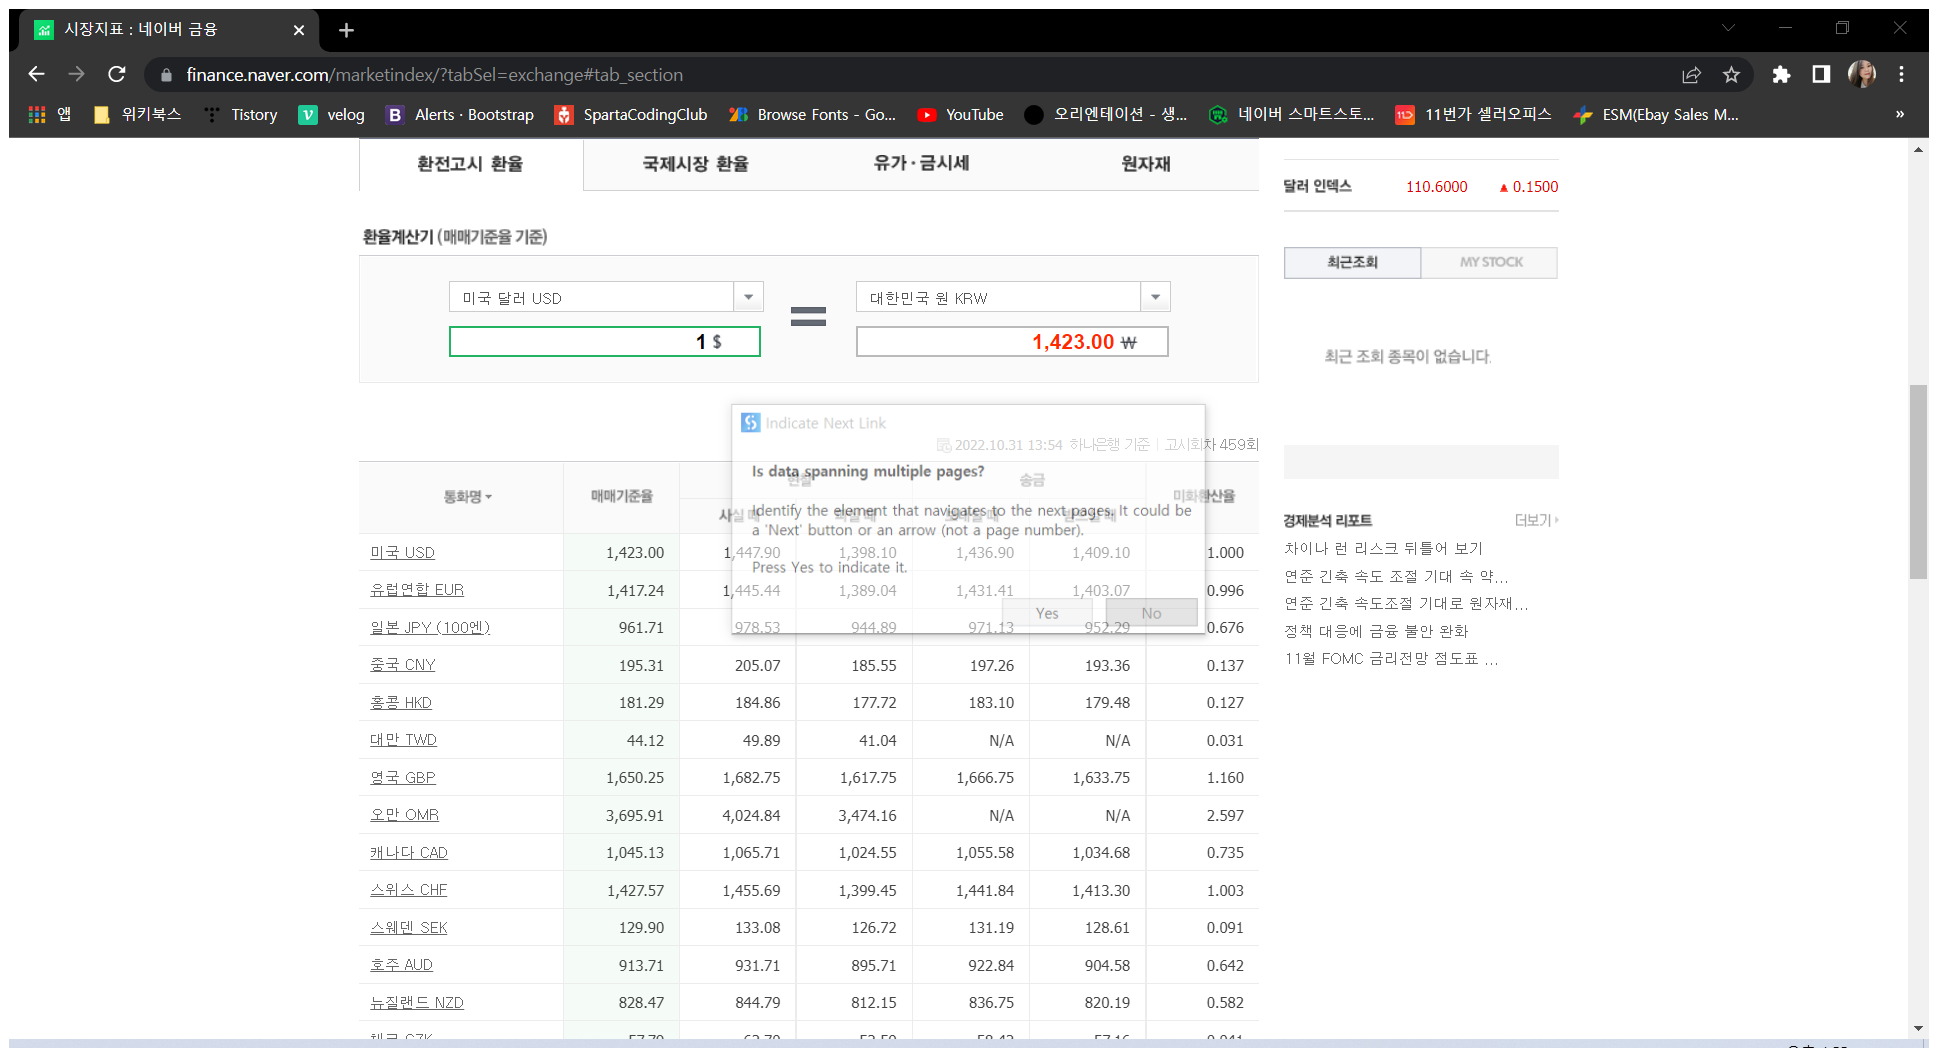 시장지표 : 네이버 금융
finance.naver.com/marketindex/?tabSel=exchange#tab_section
앱 위키북스 Tistory velog Alerts · Bootstrap SpartaCodingClub Browse Fonts - Go... YouTube 오리엔테이션 - 생... 네이버 스마트스토... 11번가 셀러오피스 ESM(Ebay Sales M... »
환전고시 환율 국제시장 환율 유가·금시세 원자재
달러 인덱스 110.6000 ▲ 0.1500
환율계산기 (매매기준율 기준)
최근조회 MY STOCK
미국 달러 USD 대한민국 원 KRW
1 $ = 1,423.00 ₩
최근 조회 종목이 없습니다.
Indicate Next Link
2022.10.31 13:54 하나은행 기준 | 고시회차 459회
Is data spanning multiple pages?
통화명 매매기준율 현찰 송금 미화환산율
Identify the element that navigates to the next pages. It could be
a 'Next' button or an arrow (not a page number).
Press Yes to indicate it.
Yes No
미국 USD 1,423.00 1,447.90 1,398.10 1,436.90 1,409.10 1.000
유럽연합 EUR 1,417.24 1,445.44 1,389.04 1,431.41 1,403.07 0.996
일본 JPY (100엔) 961.71 978.53 944.89 971.13 952.29 0.676
중국 CNY 195.31 205.07 185.55 197.26 193.36 0.137
홍콩 HKD 181.29 184.86 177.72 183.10 179.48 0.127
대만 TWD 44.12 49.89 41.04 N/A N/A 0.031
영국 GBP 1,650.25 1,682.75 1,617.75 1,666.75 1,633.75 1.160
오만 OMR 3,695.91 4,024.84 3,474.16 N/A N/A 2.597
캐나다 CAD 1,045.13 1,065.71 1,024.55 1,055.58 1,034.68 0.735
스위스 CHF 1,427.57 1,455.69 1,399.45 1,441.84 1,413.30 1.003
스웨덴 SEK 129.90 133.08 126.72 131.19 128.61 0.091
호주 AUD 913.71 931.71 895.71 922.84 904.58 0.642
뉴질랜드 NZD 828.47 844.79 812.15 836.75 820.19 0.582
경제분석 리포트 더보기
차이나 런 리스크 뒤틀어 보기
연준 긴축 속도 조절 기대 속 약...
연준 긴축 속도조절 기대로 원자재...
정책 대응에 금융 불안 완화
11월 FOMC 금리전망 점도표 ...